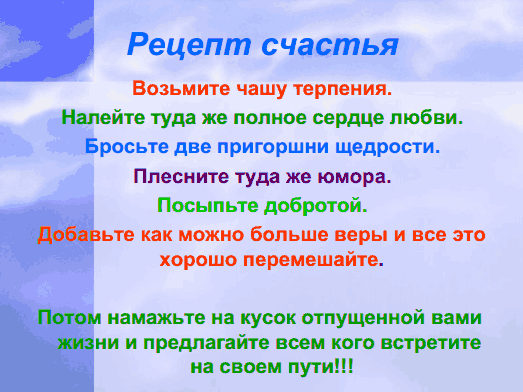 Рецепт счастья
Возьмите чашу терпения.
Налейте туда же полное сердце любви.
Бросьте две пригоршни щедрости.
Плесните туда же юмора.
Посыпьте добротой.
Добавьте как можно больше веры и все это
хорошо перемешайте.
Потом намажьте на кусок отпущенной вами
жизни и предлагайте всем кого встретите
на своем пути!!!